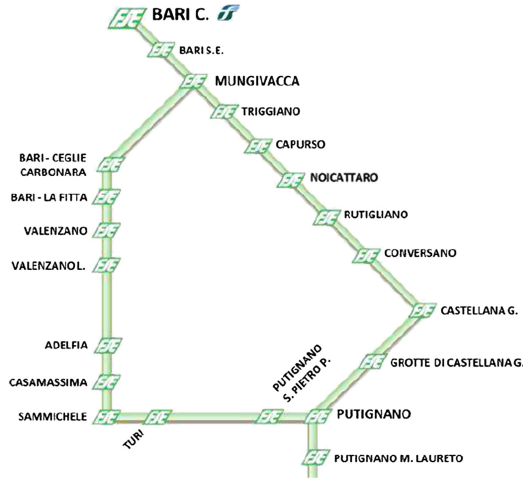 BARI C.
BARI S.E.
MUNGIVACCA
TRIGGIANO
CAPURSO
NOICATTARO
RUTIGLIANO
CONVERSANO
CASTELLANA G.
GROTTE DI CASTELLANA G.
BARI - CEGLIE
CARBONARA
BARI - LA FITTA
VALENZANO
VALENZANO L.
ADELFIA
CASAMASSIMA
SAMMICHELE
TURI
PUTIGNANO
S. PIETRO P.
PUTIGNANO
PUTIGNANO M. LAURETO